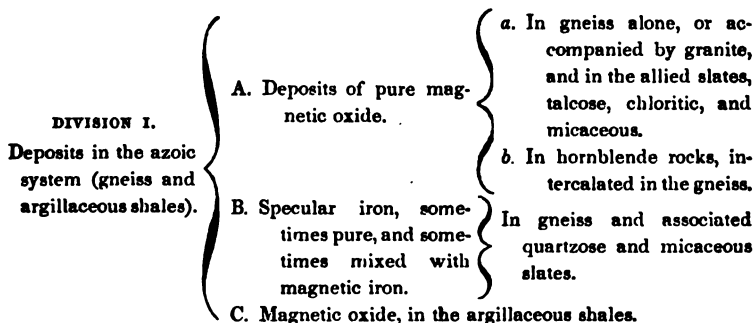 DIVISION I.
Deposits in the azoic
system (gneiss and
argillaceous shales).
A. Deposits of pure mag-
netic oxide.
a. In gneiss alone, or ac-
companied by granite,
and in the allied slates,
talcose, chloritic, and
micaceous.
b. In hornblende rocks, in-
tercalated in the gneiss.
B. Specular iron, some-
times pure, and some-
times mixed with
magnetic iron.
In gneiss and associated
quartzose and micaceous
slates.
C. Magnetic oxide, in the argillaceous shales.